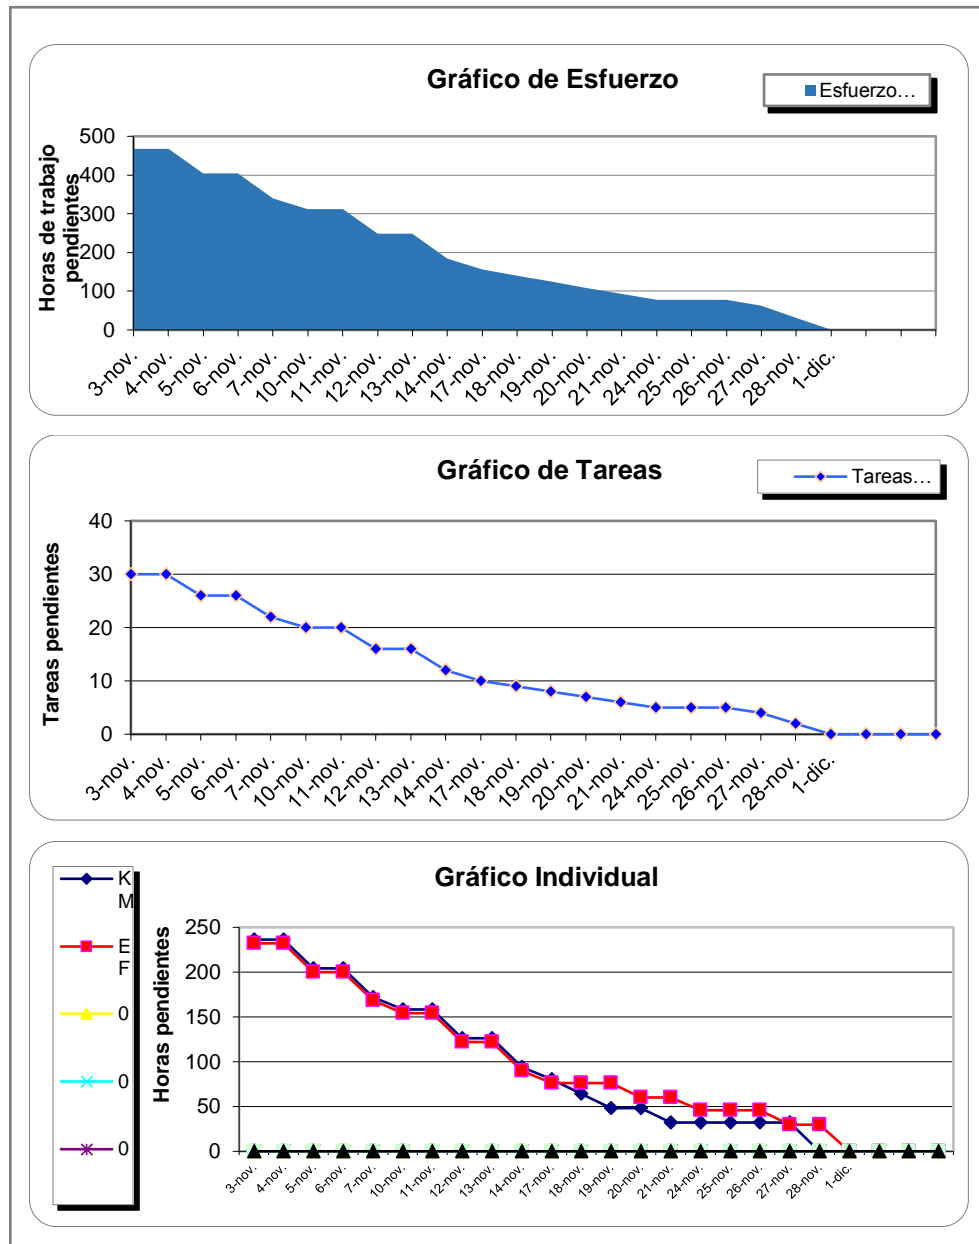 Gráfico de Esfuerzo
Esfuerzo…
Horas de trabajo
pendientes
500
400
300
200
100
0
3-nov.
4-nov.
5-nov.
6-nov.
7-nov.
10-nov.
11-nov.
12-nov.
13-nov.
14-nov.
17-nov.
18-nov.
19-nov.
20-nov.
21-nov.
24-nov.
25-nov.
26-nov.
27-nov.
28-nov.
1-dic.
Gráfico de Tareas
Tareas…
Tareas pendientes
40
30
20
10
0
3-nov.
4-nov.
5-nov.
6-nov.
7-nov.
10-nov.
11-nov.
12-nov.
13-nov.
14-nov.
17-nov.
18-nov.
19-nov.
20-nov.
21-nov.
24-nov.
25-nov.
26-nov.
27-nov.
28-nov.
1-dic.
Gráfico Individual
K
M
E
F
0
0
0
Horas pendientes
250
200
150
100
50
0
3-nov.
4-nov.
5-nov.
6-nov.
7-nov.
10-nov.
11-nov.
12-nov.
13-nov.
14-nov.
17-nov.
18-nov.
19-nov.
20-nov.
21-nov.
24-nov.
25-nov.
26-nov.
27-nov.
28-nov.
1-dic.